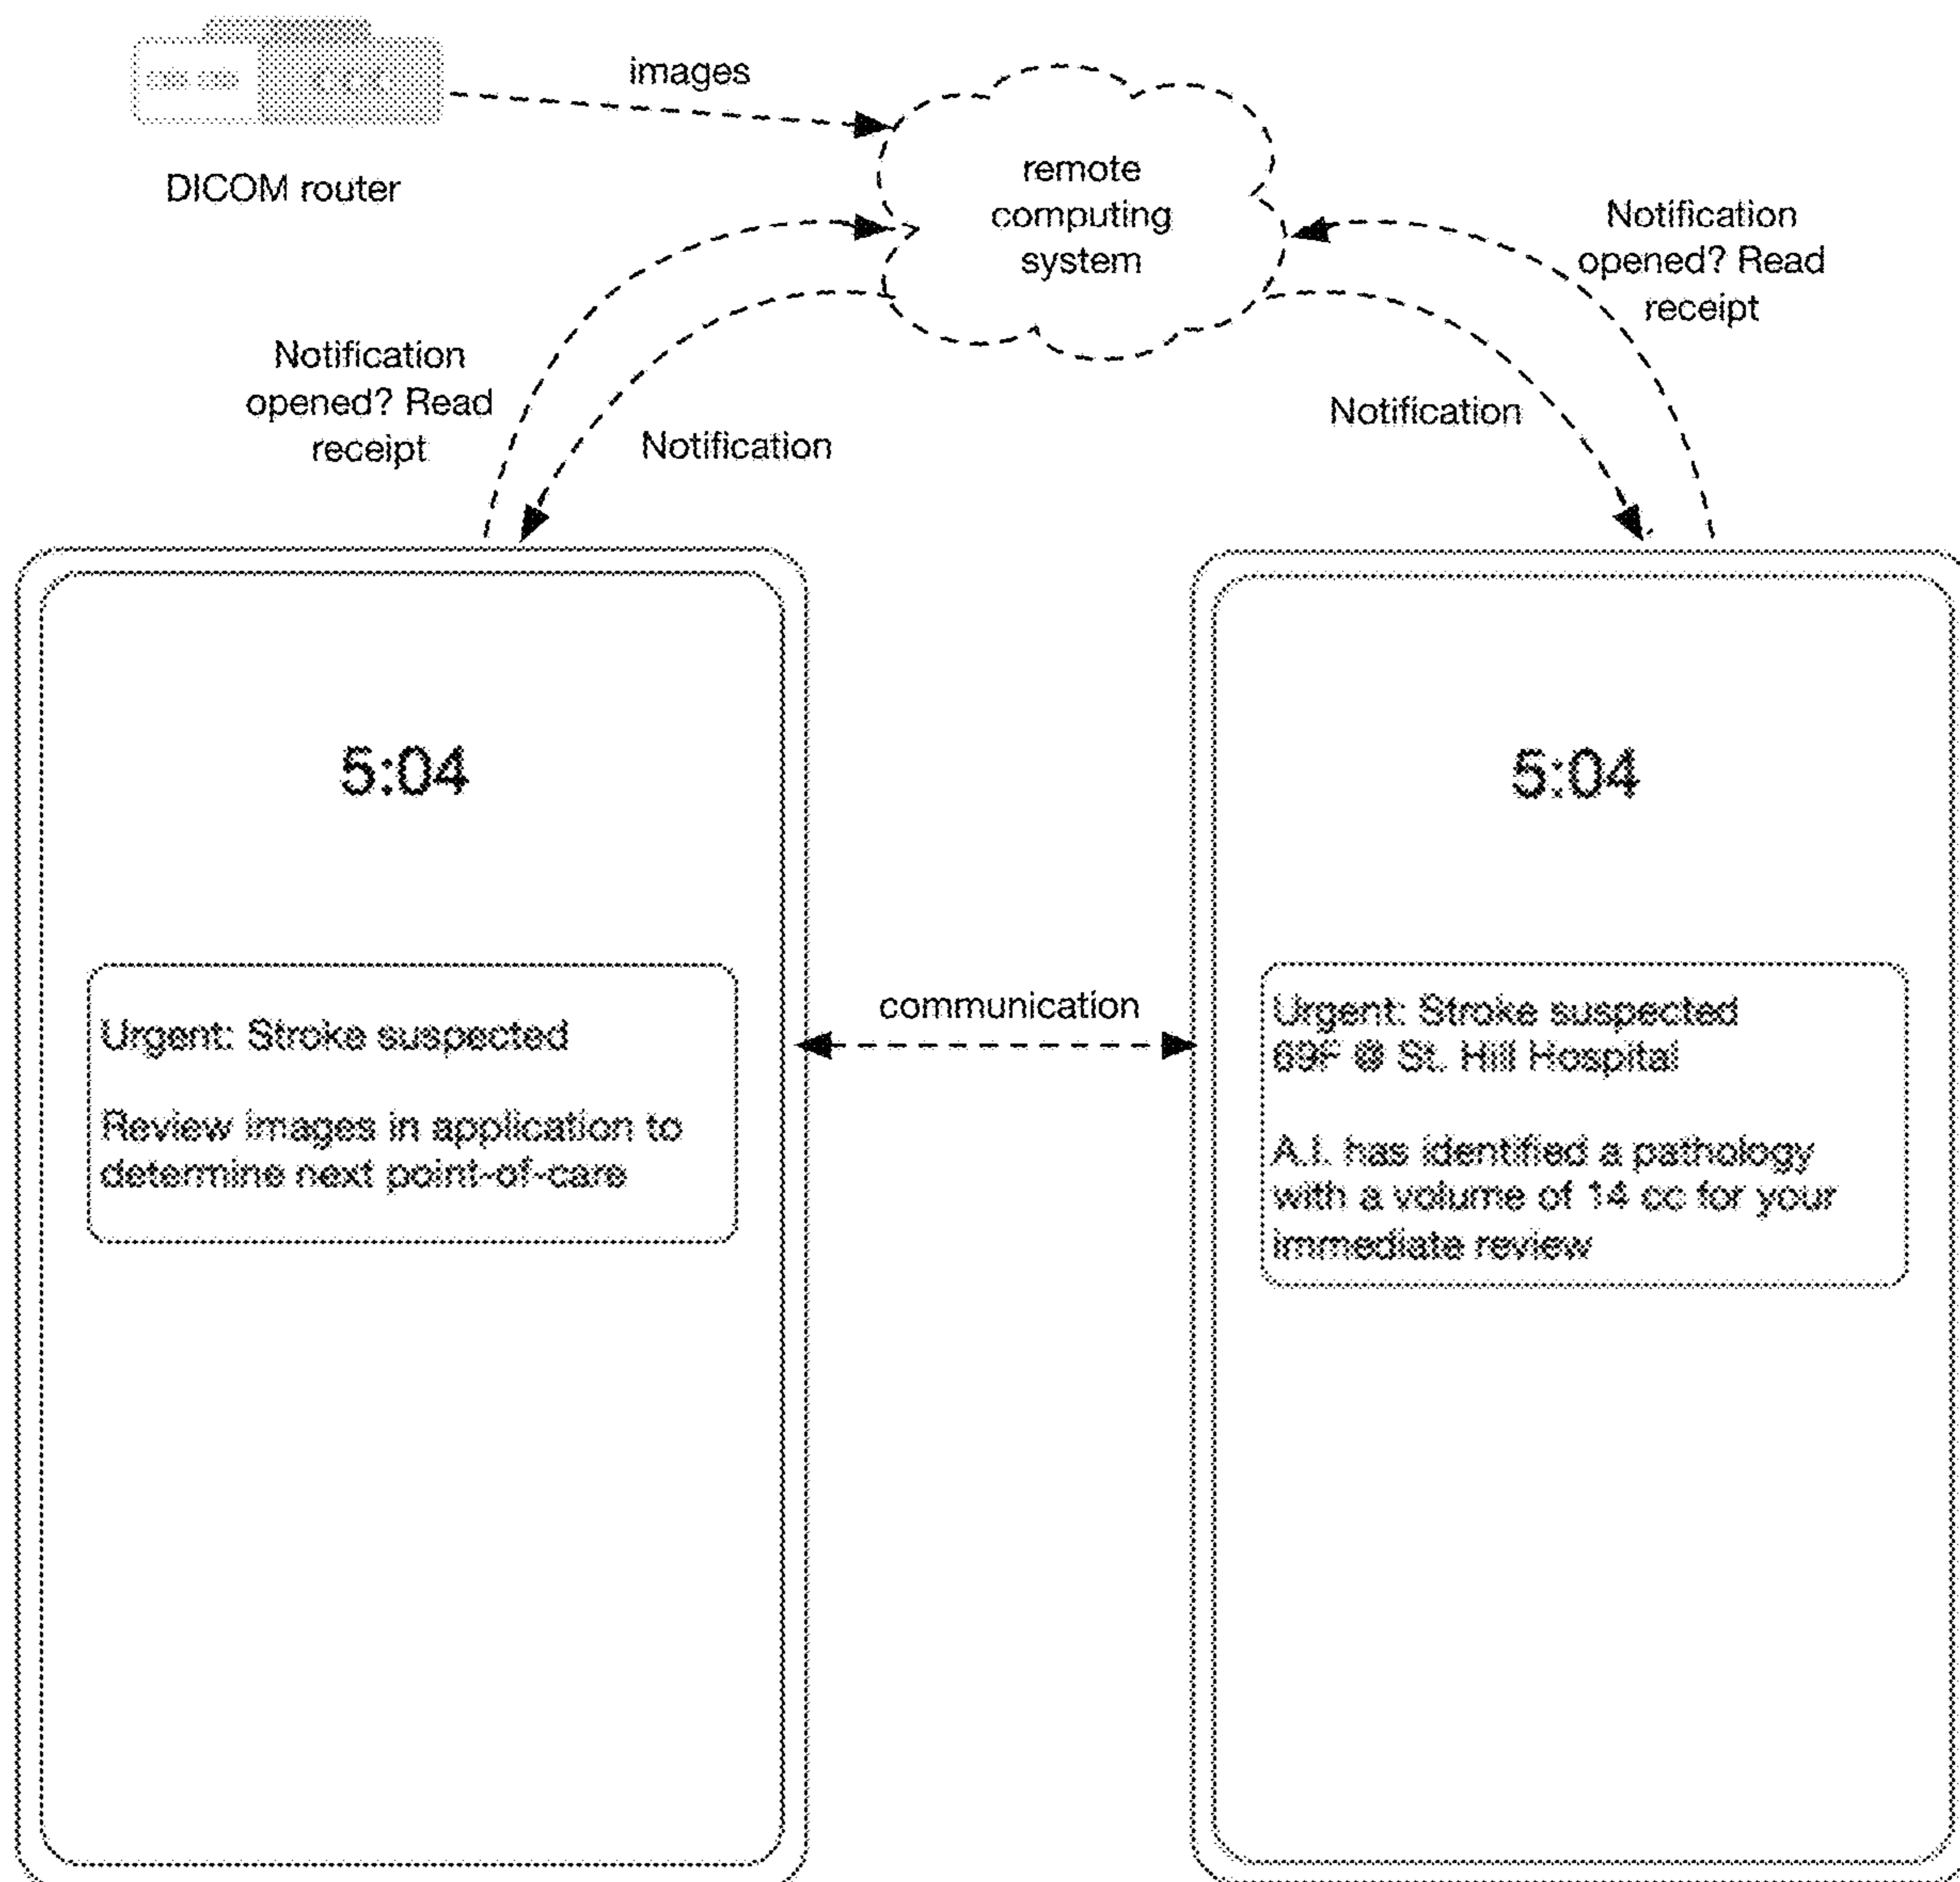 images
DICOM router
remote
computing
system
Notification
opened? Read
receipt
Notification
Notification
opened? Read
receipt
Notification
5:04
Urgent: Stroke suspected
Review images in application to
determine next point-of-care
communication
5:04
Urgent: Stroke suspected
69F @ St. Hill Hospital
A.I. has identified a pathology
with a volume of 14 cc for your
immediate review